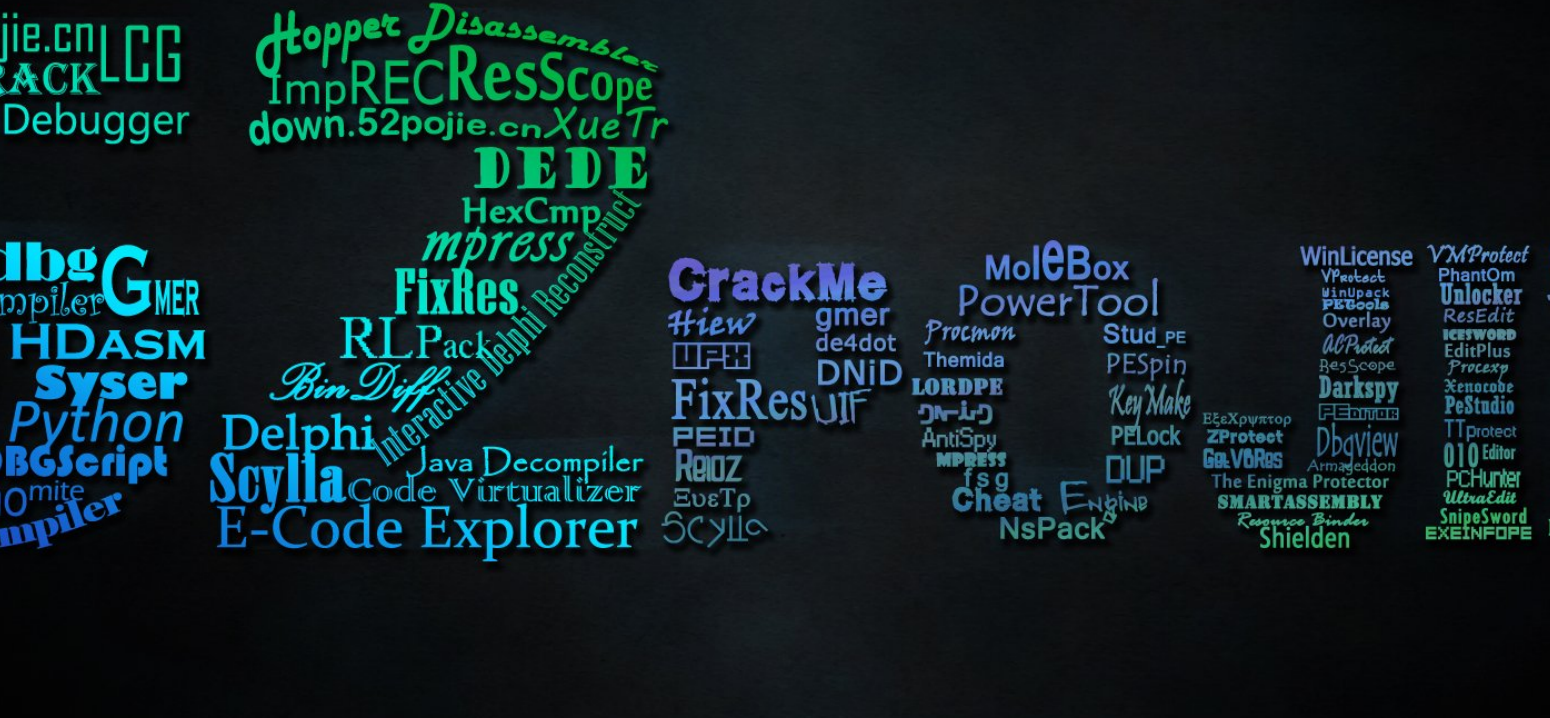 jie.cn LCG
RACK
Debugger
dbg GMER
mpiler
HDASM
Syser
Python
BGScript
mite
mpiler
Hopper Disassembler
ImpREC ResScope
down.52pojie.cn XueTr
DEDE
HexCmp
mpress
FixRes
RLPack
Bin Diff
Interactive Delphi Reconstruct
Delphi
Java Decompiler
Scylla Code Virtualizer
E-Code Explorer
CrackMe
Hiew gmer
UPX de4dot
DNiD
FixRes UIF
PEID
ΞυεΤρ
Scylla
MoleBox
PowerTool
Procmon Stud_PE
Themida PESpin
LORDPE KeyMake
AntiSpy PELock
MPRESS
fsg DUP
Cheat Engine
NsPack
WinLicense
VProtect
WinUpack
PETools
Overlay
ACProtect
ResScope
Darkspy
PEDITOR
ΕξεΧρψπτορ
ZProtect Dbgview
GetVBRes Armageddon
The Enigma Protector
SMARTASSEMBLY
Resource Binder
Shielden
VMProtect
PhantOm
Unlocker
ResEdit
ICESWORD
EditPlus
Procexp
Xenocode
PeStudio
TTprotect
010 Editor
PCHunter
UltraEdit
SnipeSword
EXEINFOPE